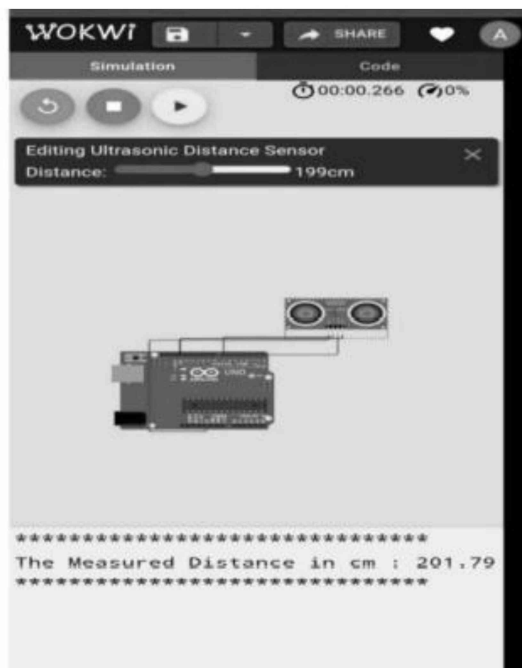 WOKWI SHARE A
Simulation Code
00:00.266 0%
Editing Ultrasonic Distance Sensor
Distance: 199cm
UNO
********************************
The Measured Distance in cm : 201.79
********************************